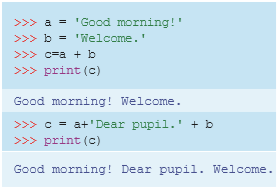 >>> a = 'Good morning!'
>>> b = 'Welcome.'
>>> c=a + b
>>> print(c)
Good morning! Welcome.
>>> c = a+'Dear pupil.' + b
>>> print(c)
Good morning! Dear pupil. Welcome.